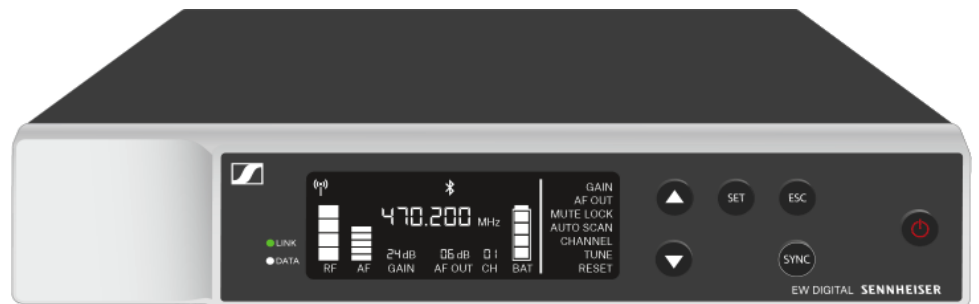 470.200 MHz
24 dB 06 dB 01
RF AF GAIN AF OUT CH BAT
GAIN
AF OUT
MUTE LOCK
AUTO SCAN
CHANNEL
TUNE
RESET
LINK
DATA
SET ESC
SYNC
EW DIGITAL SENNHEISER